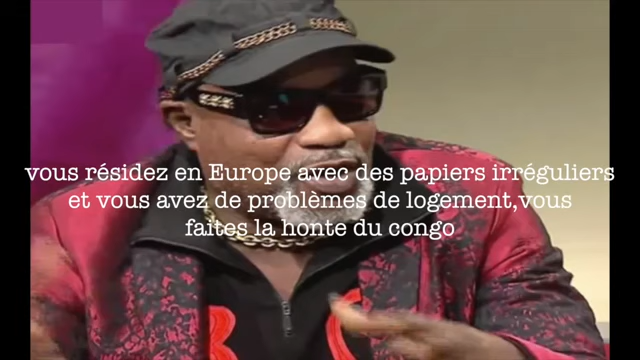 vous résidez en Europe avec des papiers irréguliers
et vous avez de problèmes de logement,vous
faites la honte du congo